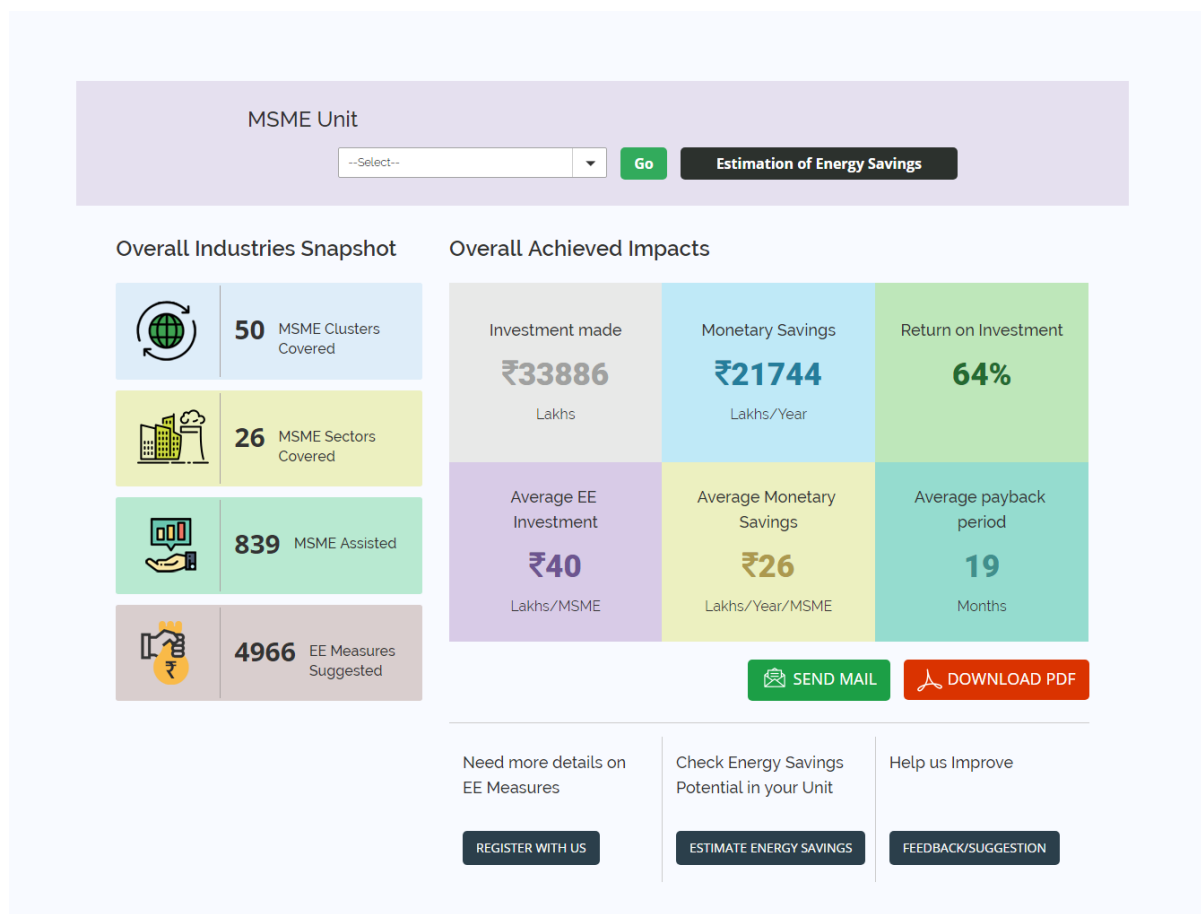 MSME Unit
--Select--
Go
Estimation of Energy Savings
Overall Industries Snapshot
50 MSME Clusters
Covered
26 MSME Sectors
Covered
839 MSME Assisted
₹
4966 EE Measures
Suggested
Overall Achieved Impacts
Investment made
₹33886
Lakhs
Monetary Savings
₹21744
Lakhs/Year
Return on Investment
64%
Average EE
Investment
₹40
Lakhs/MSME
Average Monetary
Savings
₹26
Lakhs/Year/MSME
Average payback
period
19
Months
SEND MAIL
DOWNLOAD PDF
Need more details on
EE Measures
REGISTER WITH US
Check Energy Savings
Potential in your Unit
ESTIMATE ENERGY SAVINGS
Help us Improve
FEEDBACK/SUGGESTION